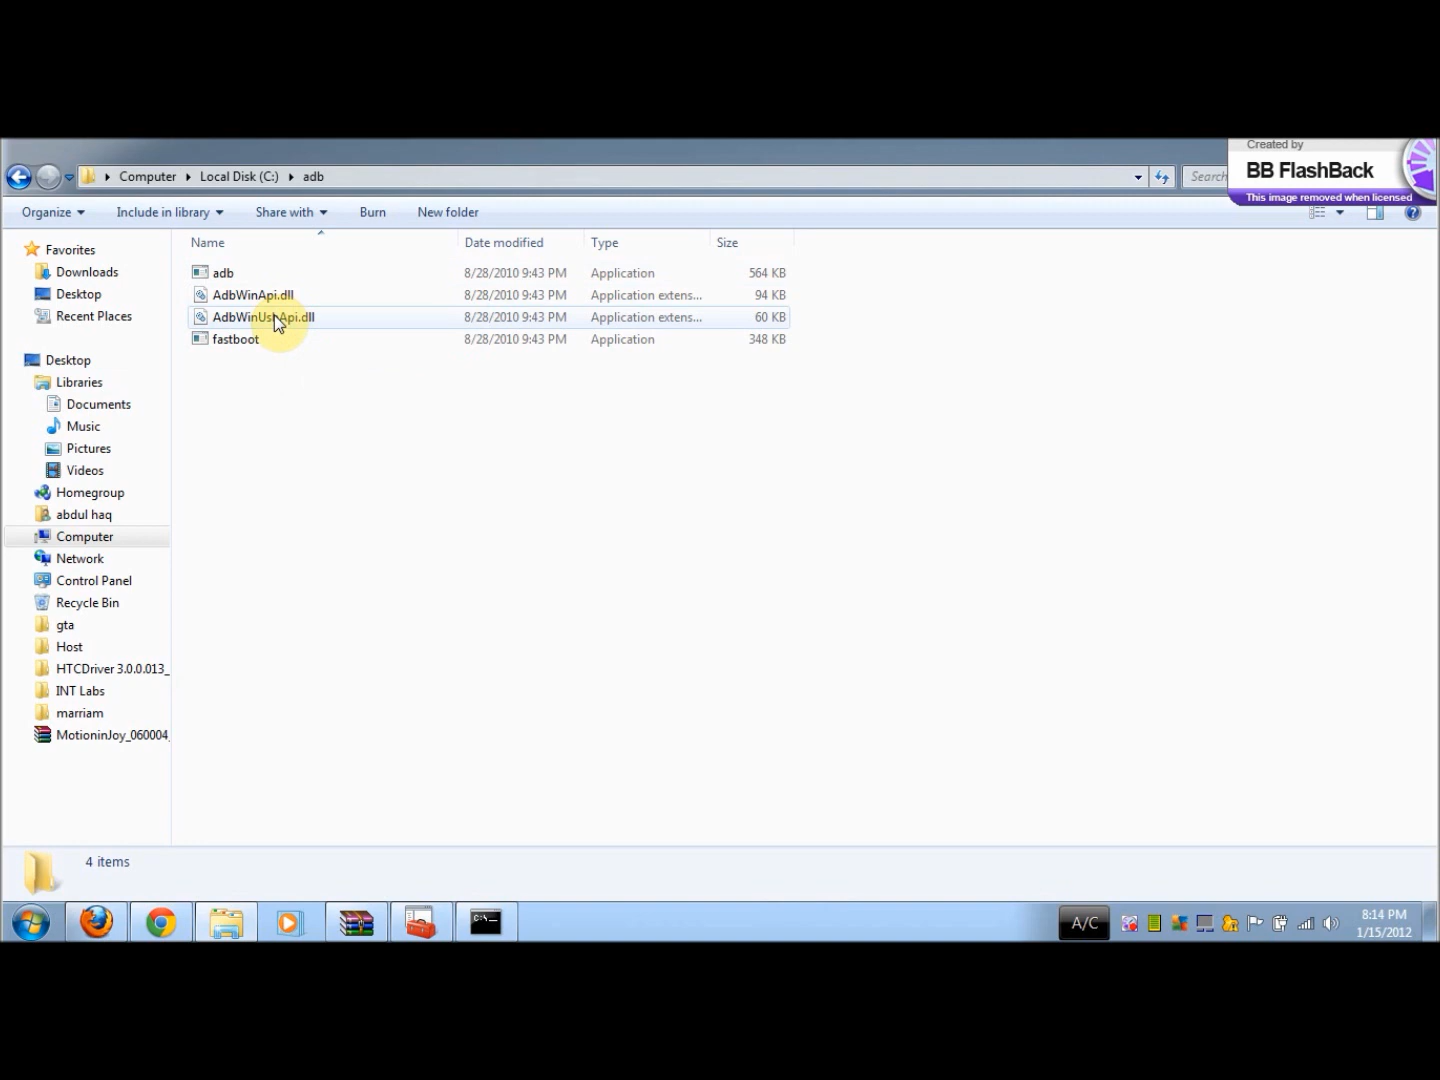 Created by
BB FlashBack
This image removed when licensed
Computer Local Disk (C:) adb
Search
Organize Include in library Share with Burn New folder
Name Date modified Type Size
adb 8/28/2010 9:43 PM Application 564 KB
AdbWinApi.dll 8/28/2010 9:43 PM Application extens... 94 KB
AdbWinUsbApi.dll 8/28/2010 9:43 PM Application extens... 60 KB
fastboot 8/28/2010 9:43 PM Application 348 KB
Favorites
Downloads
Desktop
Recent Places
Desktop
Libraries
Documents
Music
Pictures
Videos
Homegroup
abdul haq
Computer
Network
Control Panel
Recycle Bin
gta
Host
HTCDriver 3.0.0.013_
INT Labs
marriam
MotioninJoy_060004_
4 items
C:\
A/C
8:14 PM
1/15/2012